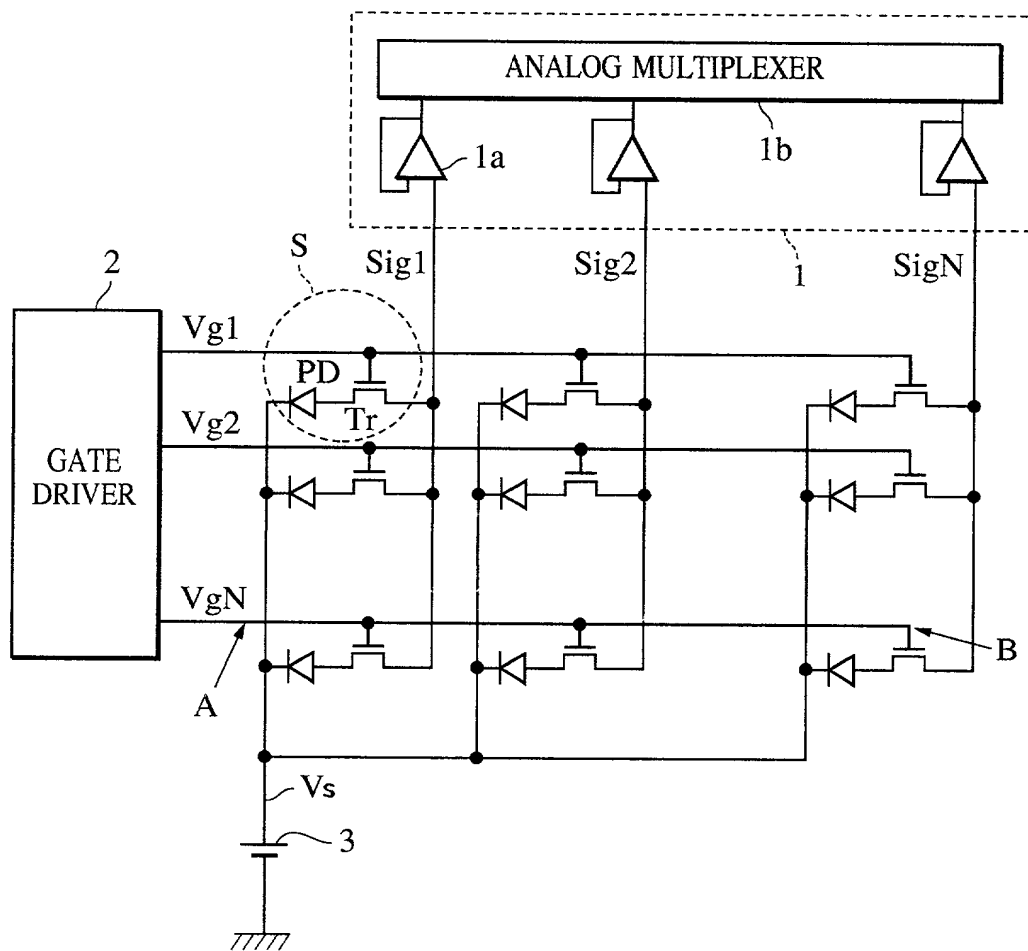 ANALOG MULTIPLEXER
1a
1b
S
Sig1
Sig2
1
SigN
2
Vg1
PD
Tr
Vg2
GATE
DRIVER
VgN
A
B
Vs
3